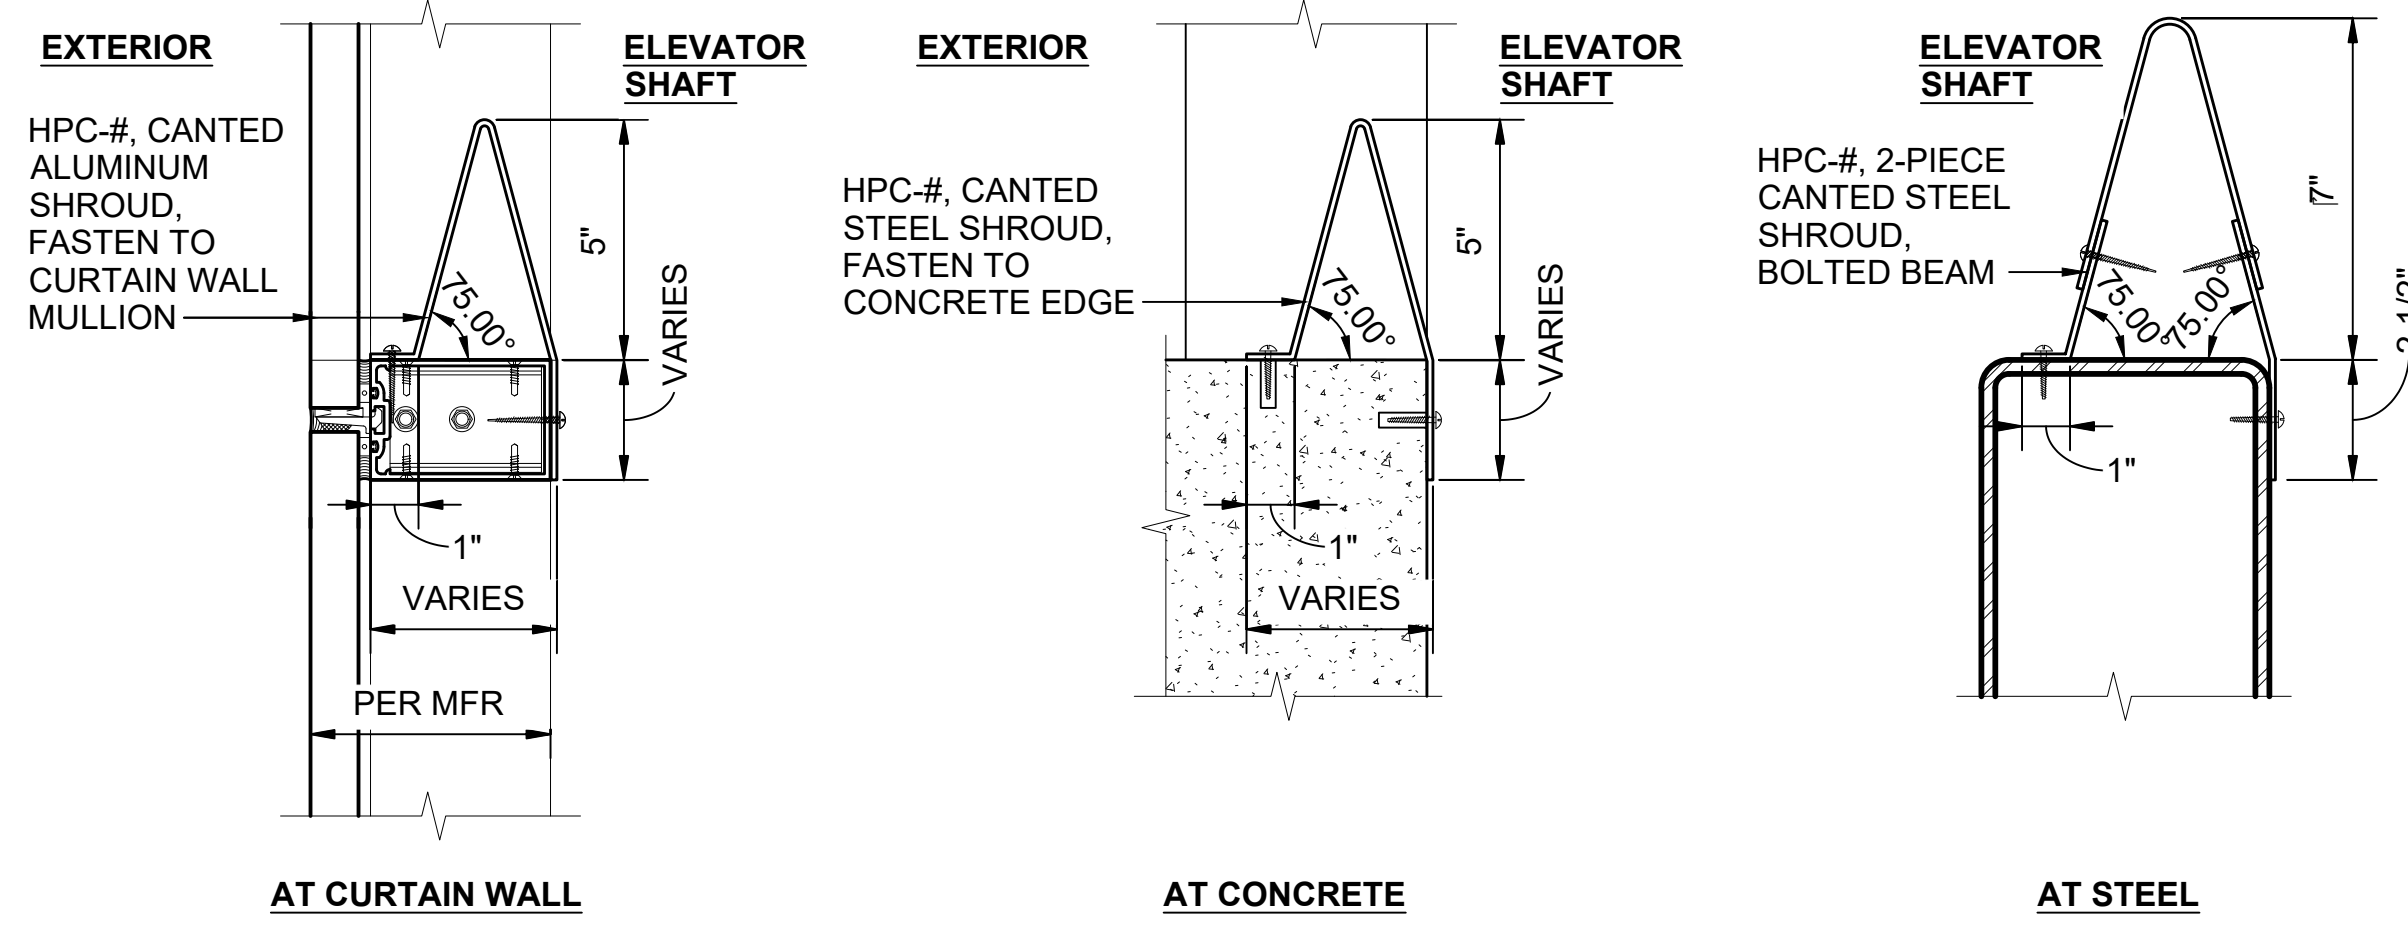 EXTERIOR
ELEVATOR
SHAFT
HPC-#, CANTED
ALUMINUM
SHROUD,
FASTEN TO
CURTAIN WALL
MULLION
75.00°
5"
VARIES
1"
VARIES
PER MFR
AT CURTAIN WALL
EXTERIOR
ELEVATOR
SHAFT
HPC-#, CANTED
STEEL SHROUD,
FASTEN TO
CONCRETE EDGE
75.00°
5"
VARIES
1"
VARIES
AT CONCRETE
ELEVATOR
SHAFT
HPC-#, 2-PIECE
CANTED STEEL
SHROUD,
BOLTED BEAM
75.00°
75.00°
7"
2 1/2"
1"
AT STEEL